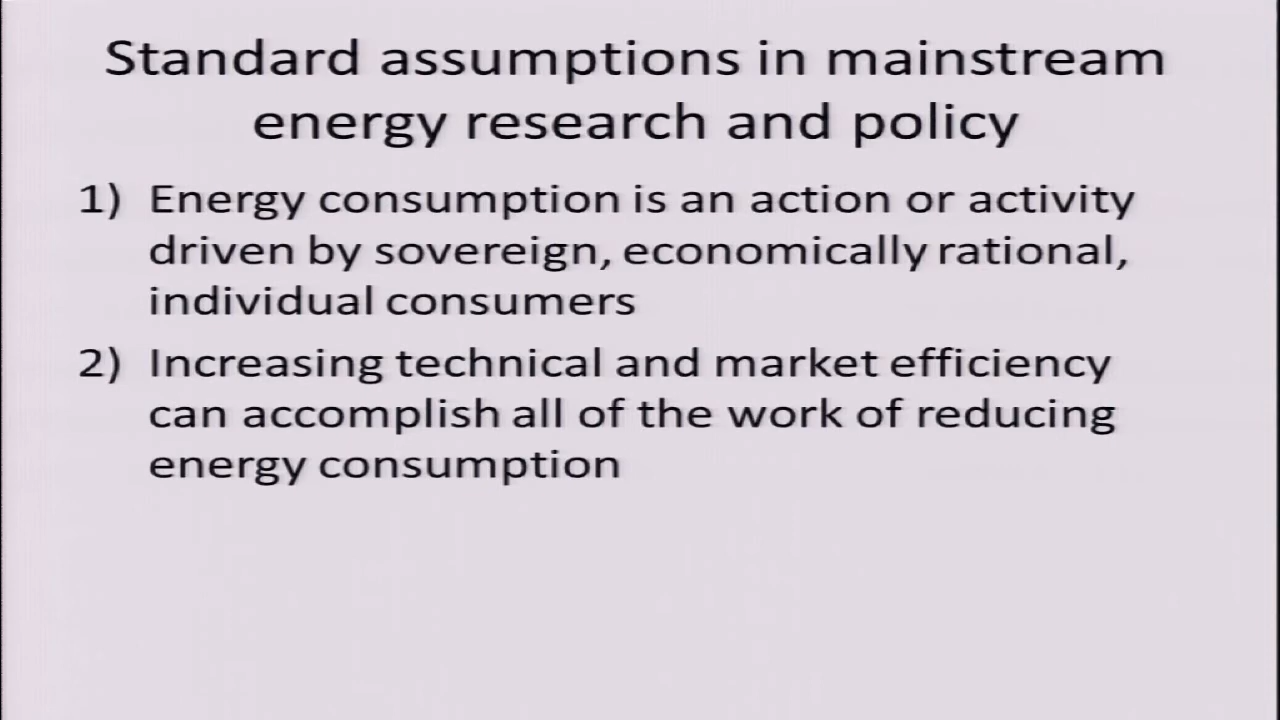 Standard assumptions in mainstream
energy research and policy
1) Energy consumption is an action or activity
driven by sovereign, economically rational,
individual consumers
2) Increasing technical and market efficiency
can accomplish all of the work of reducing
energy consumption